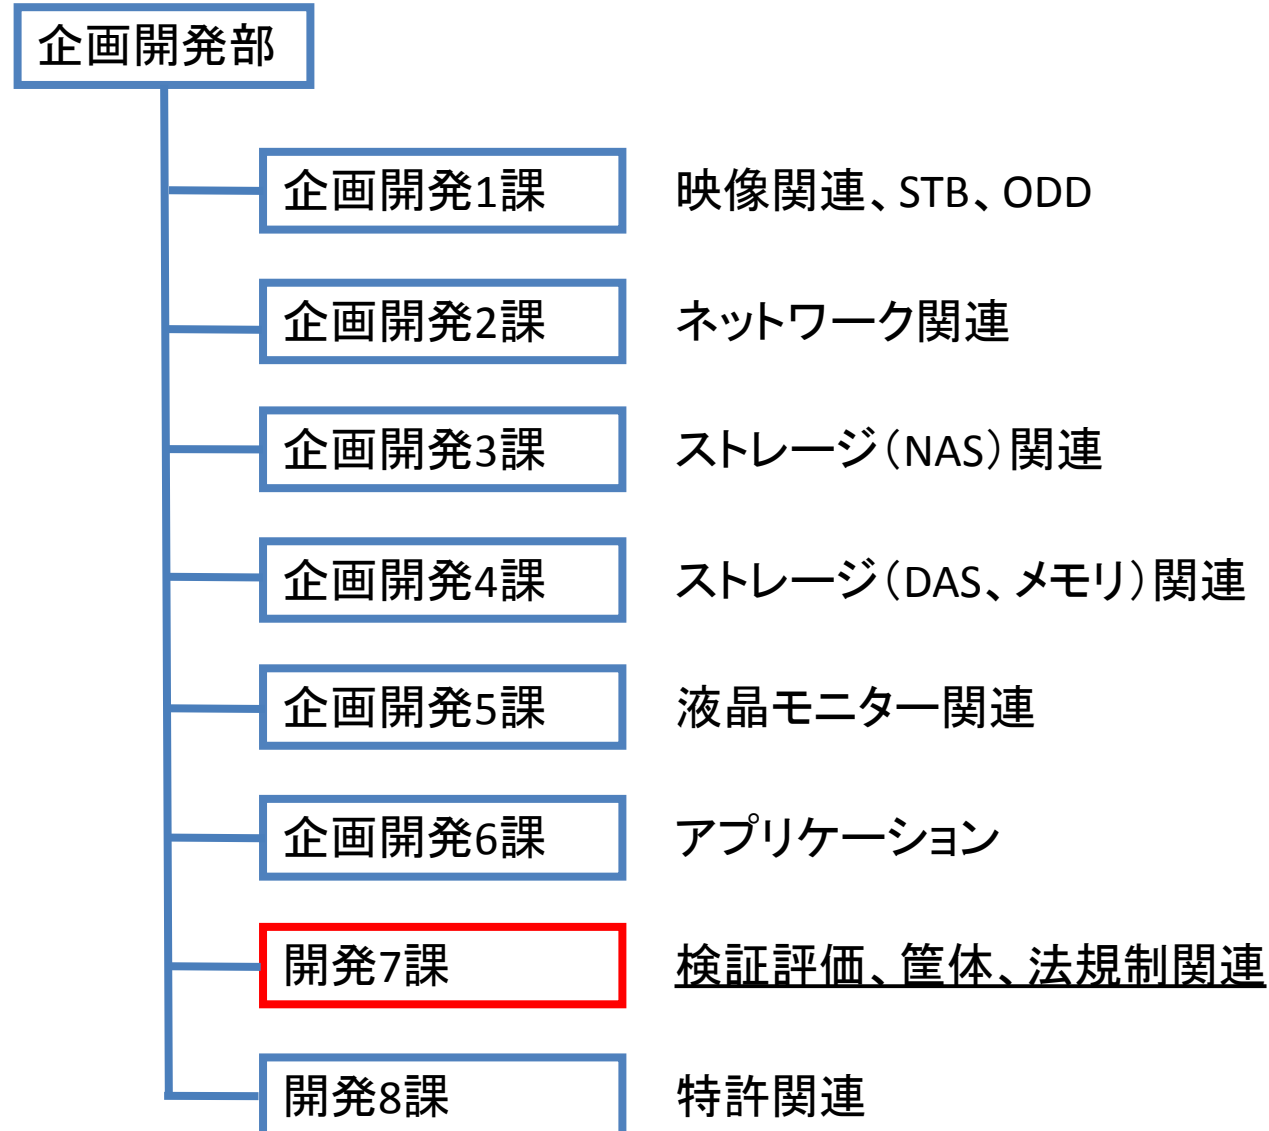 企画開発部
企画開発1課 映像関連、STB、ODD
企画開発2課 ネットワーク関連
企画開発3課 ストレージ（NAS）関連
企画開発4課 ストレージ（DAS、メモリ）関連
企画開発5課 液晶モニター関連
企画開発6課 アプリケーション
開発7課 検証評価、筐体、法規制関連
開発8課 特許関連